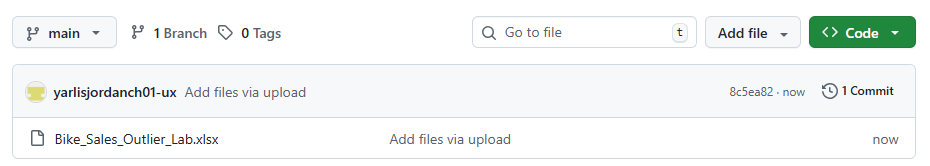 main 1 Branch 0 Tags Go to file t Add file <> Code
yarlisjordanch01-ux Add files via upload 8c5ea82 · now 1 Commit
Bike_Sales_Outlier_Lab.xlsx Add files via upload now